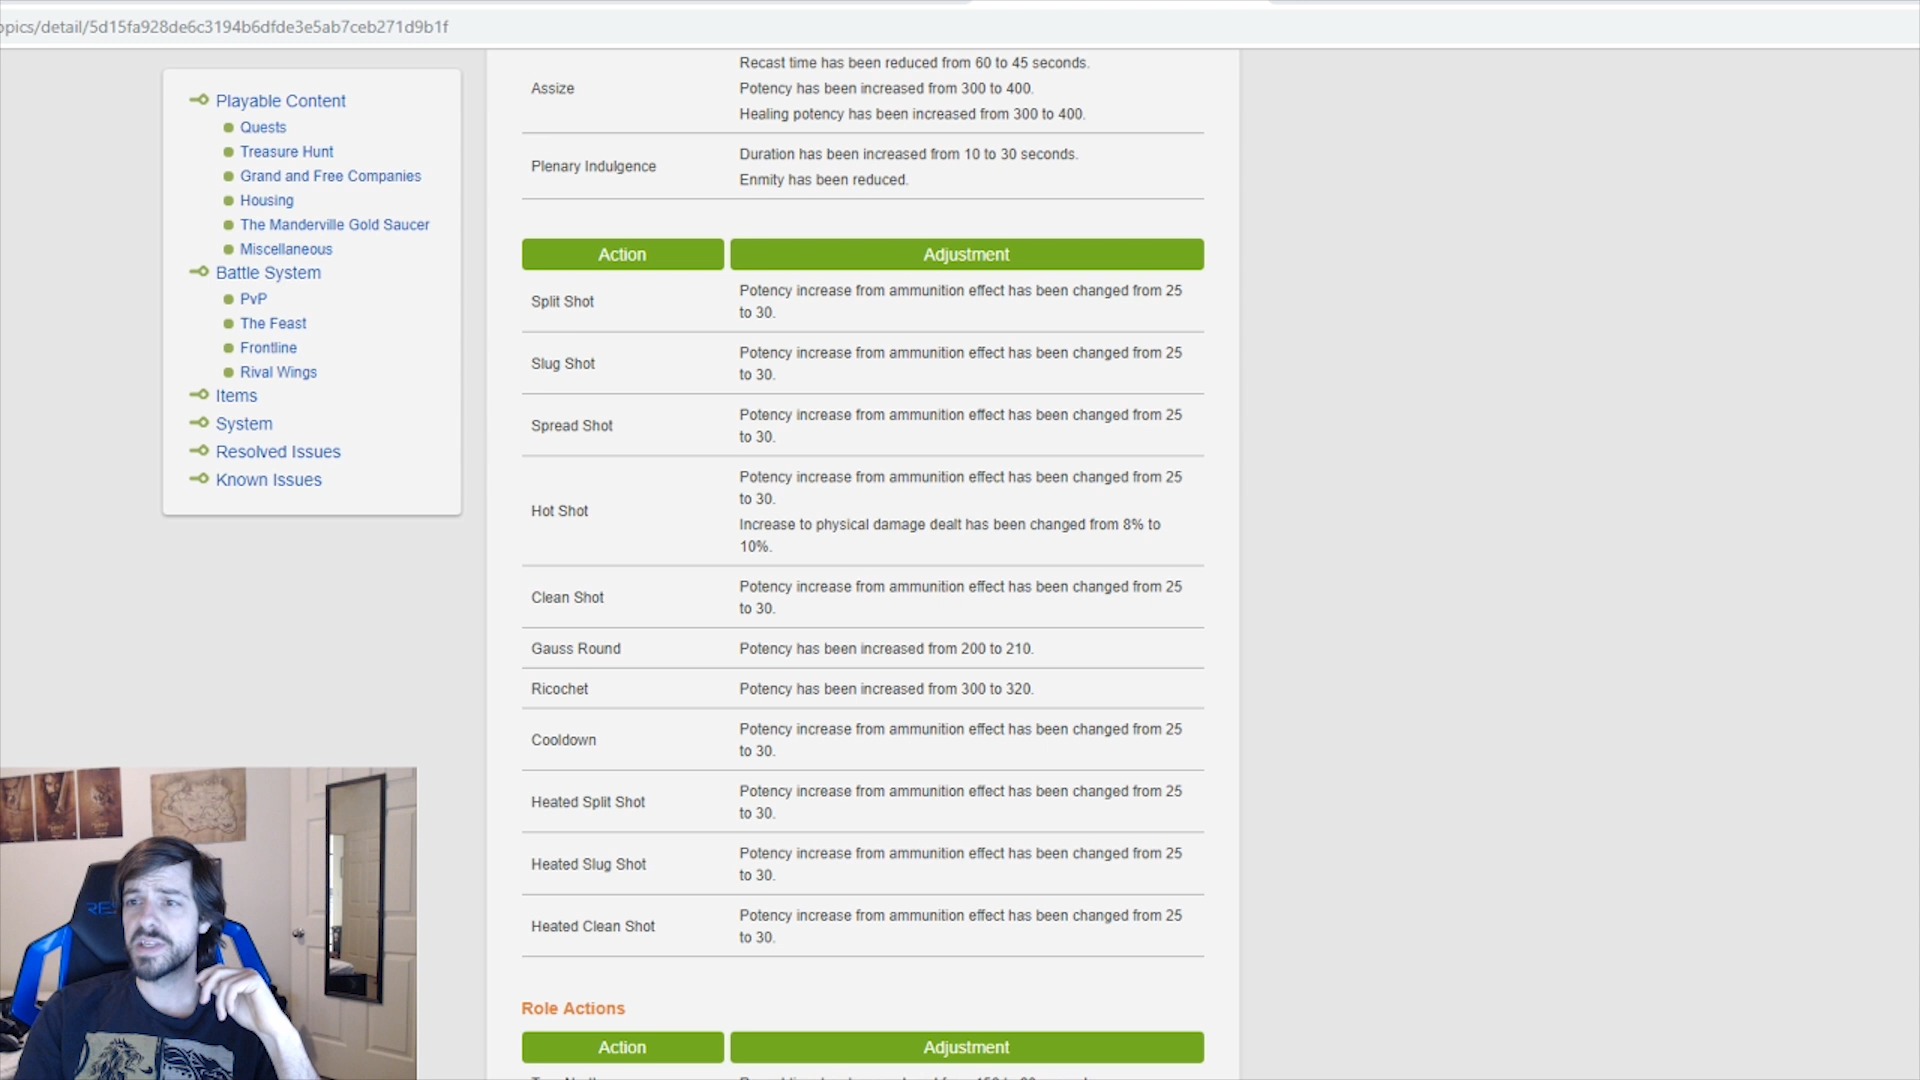 opics/detail/5d15fa928de6c3194b6dfde3e5ab7ceb271d9b1f
Playable Content
Quests
Treasure Hunt
Grand and Free Companies
Housing
The Manderville Gold Saucer
Miscellaneous
Battle System
PvP
The Feast
Frontline
Rival Wings
Items
System
Resolved Issues
Known Issues
Assize
Recast time has been reduced from 60 to 45 seconds.
Potency has been increased from 300 to 400.
Healing potency has been increased from 300 to 400.
Plenary Indulgence
Duration has been increased from 10 to 30 seconds.
Enmity has been reduced.
Action Adjustment
Split Shot
Potency increase from ammunition effect has been changed from 25
to 30.
Slug Shot
Potency increase from ammunition effect has been changed from 25
to 30.
Spread Shot
Potency increase from ammunition effect has been changed from 25
to 30.
Hot Shot
Potency increase from ammunition effect has been changed from 25
to 30.
Increase to physical damage dealt has been changed from 8% to
10%.
Clean Shot
Potency increase from ammunition effect has been changed from 25
to 30.
Gauss Round Potency has been increased from 200 to 210.
Ricochet Potency has been increased from 300 to 320.
Cooldown
Potency increase from ammunition effect has been changed from 25
to 30.
Heated Split Shot
Potency increase from ammunition effect has been changed from 25
to 30.
Heated Slug Shot
Potency increase from ammunition effect has been changed from 25
to 30.
Heated Clean Shot
Potency increase from ammunition effect has been changed from 25
to 30.
Role Actions
Action Adjustment